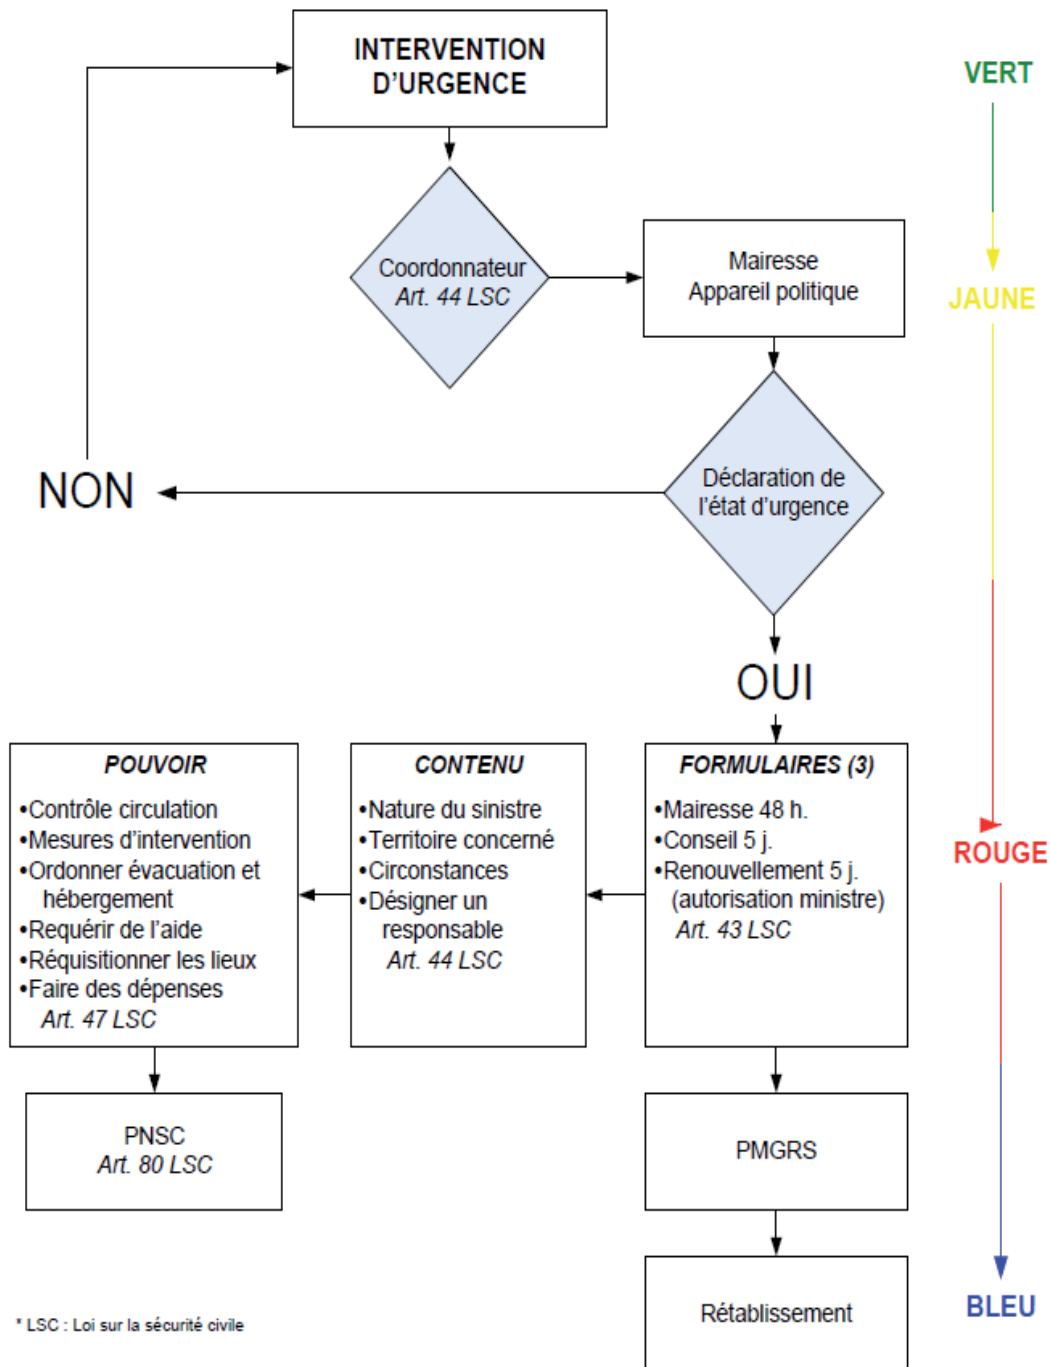 INTERVENTION
D'URGENCE
VERT
Coordonnateur
Art. 44 LSC
Mairesse
Appareil politique
JAUNE
NON
Déclaration de
l'état d'urgence
OUI
POUVOIR
•Contrôle circulation
•Mesures d'intervention
•Ordonner évacuation et
hébergement
•Requérir de l'aide
•Réquisitionner les lieux
•Faire des dépenses
Art. 47 LSC
CONTENU
•Nature du sinistre
•Territoire concerné
•Circonstances
•Désigner un
responsable
Art. 44 LSC
FORMULAIRES (3)
•Mairesse 48 h.
•Conseil 5 j.
•Renouvellement 5 j.
(autorisation ministre)
Art. 43 LSC
ROUGE
PNSC
Art. 80 LSC
PMGRS
Rétablissement
BLEU
* LSC : Loi sur la sécurité civile